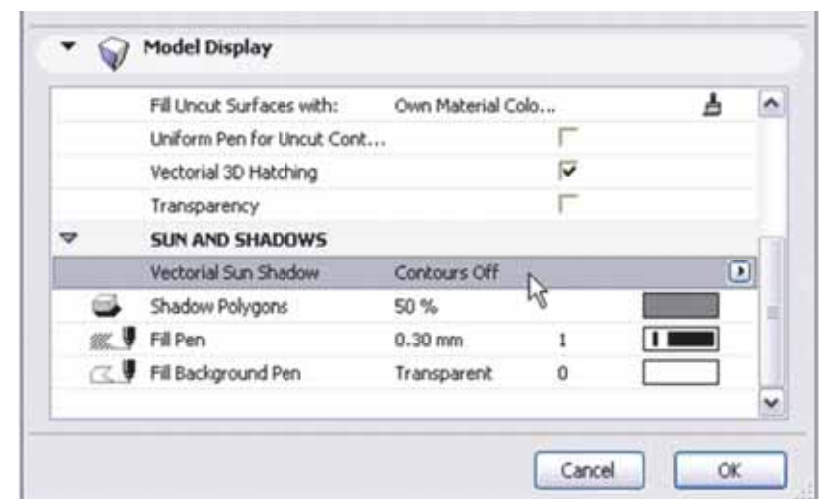 Model Display
Fill Uncut Surfaces with: Own Material Colo...
Uniform Pen for Uncut Cont...
Vectorial 3D Hatching
Transparency
SUN AND SHADOWS
Vectorial Sun Shadow Contours Off
Shadow Polygons 50 %
Fill Pen 0.30 mm 1
Fill Background Pen Transparent 0
Cancel OK